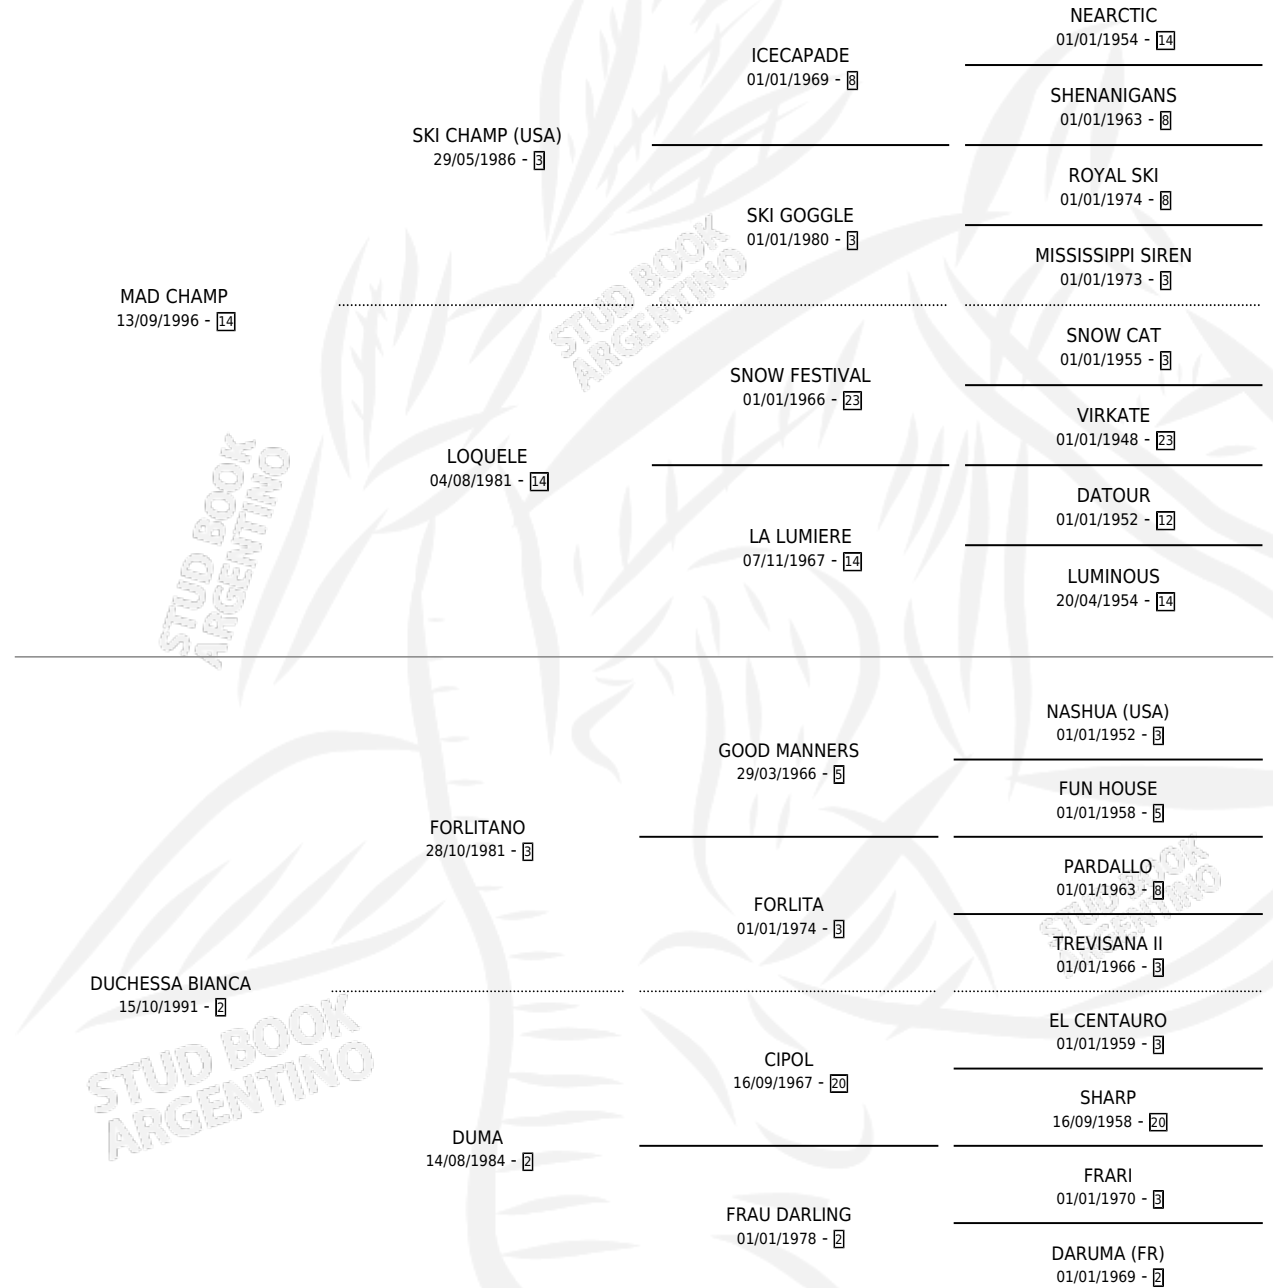 NEARCTIC
01/01/1954 - 14
ICECAPADE
01/01/1969 - 8
SHENANIGANS
01/01/1963 - 8
SKI CHAMP (USA)
29/05/1986 - 3
ROYAL SKI
01/01/1974 - 8
SKI GOGGLE
01/01/1980 - 3
MISSISSIPPI SIREN
01/01/1973 - 3
MAD CHAMP
13/09/1996 - 14
STUD BOOK
ARGENTINO
SNOW CAT
01/01/1955 - 3
SNOW FESTIVAL
01/01/1966 - 23
VIRKATE
01/01/1948 - 23
LOQUELE
04/08/1981 - 14
DATOUR
01/01/1952 - 12
LA LUMIERE
07/11/1967 - 14
LUMINOUS
20/04/1954 - 14
STUD BOOK
ARGENTINO
NASHUA (USA)
01/01/1952 - 3
GOOD MANNERS
29/03/1966 - 5
FUN HOUSE
01/01/1958 - 5
FORLITANO
28/10/1981 - 3
PARDALLO
01/01/1963 - 8
FORLITA
01/01/1974 - 3
TREVISANA II
01/01/1966 - 3
STUD BOOK
ARGENTINO
DUCHESSA BIANCA
15/10/1991 - 2
EL CENTAURO
01/01/1959 - 3
CIPOL
16/09/1967 - 20
SHARP
16/09/1958 - 20
STUD BOOK
ARGENTINO
DUMA
14/08/1984 - 2
FRARI
01/01/1970 - 3
FRAU DARLING
01/01/1978 - 2
DARUMA (FR)
01/01/1969 - 2